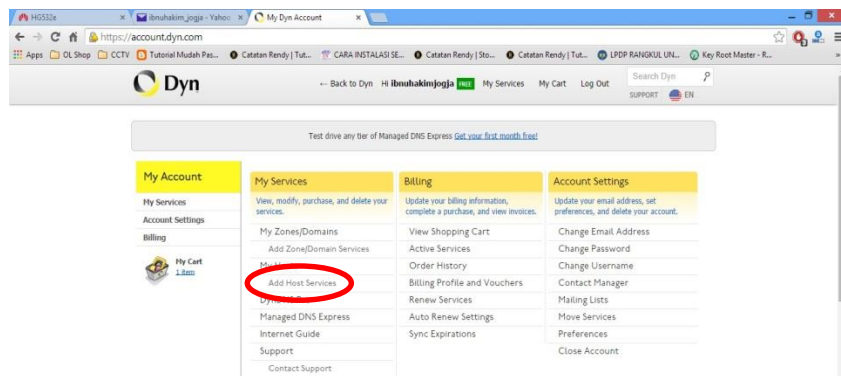 HG532e
ibnuhakim_jogja - Yahoo
My Dyn Account
https://account.dyn.com
Apps
OL Shop
CCTV
Tutorial Mudah Pas...
Catatan Rendy | Tut...
CARA INSTALASI SE...
Catatan Rendy | Sto...
Catatan Rendy | Tut...
LPDP RANGKUL UN...
Key Root Master - R...
Dyn
← Back to Dyn
Hi ibnuhakimjogja FREE
My Services
My Cart
Log Out
Search Dyn
SUPPORT
EN
Test drive any tier of Managed DNS Express Get your first month free!
My Account
My Services
Account Settings
Billing
My Cart
1 item
My Services
View, modify, purchase, and delete your
services.
My Zones/Domains
Add Zone/Domain Services
Add Host Services
Managed DNS Express
Internet Guide
Support
Contact Support
Billing
Update your billing information,
complete a purchase, and view invoices.
View Shopping Cart
Active Services
Order History
Billing Profile and Vouchers
Renew Services
Auto Renew Settings
Sync Expirations
Account Settings
Update your email address, set
preferences, and delete your account.
Change Email Address
Change Password
Change Username
Contact Manager
Mailing Lists
Move Services
Preferences
Close Account